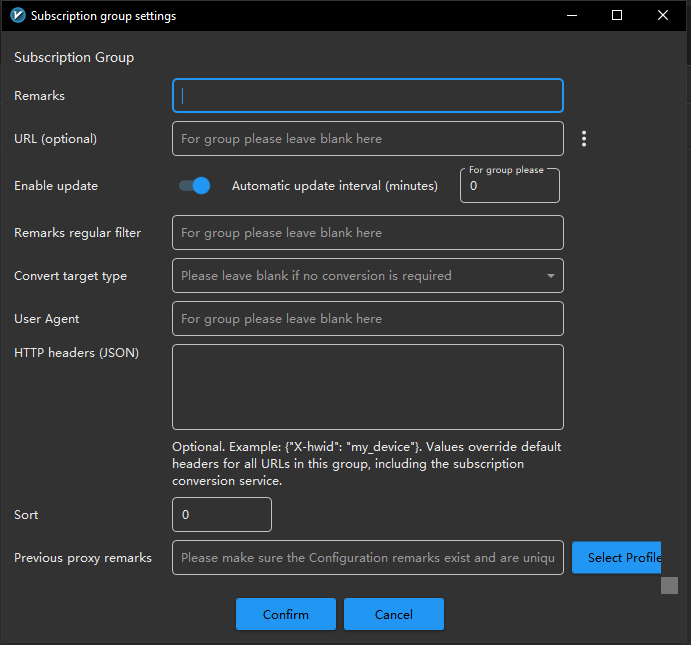 Subscription group settings
Subscription Group
Remarks
URL (optional) For group please leave blank here
Enable update Automatic update interval (minutes) For group please 0
Remarks regular filter For group please leave blank here
Convert target type Please leave blank if no conversion is required
User Agent For group please leave blank here
HTTP headers (JSON)
Optional. Example: {"X-hwid": "my_device"}. Values override default
headers for all URLs in this group, including the subscription
conversion service.
Sort 0
Previous proxy remarks Please make sure the Configuration remarks exist and are uniqu Select Profile
Confirm Cancel